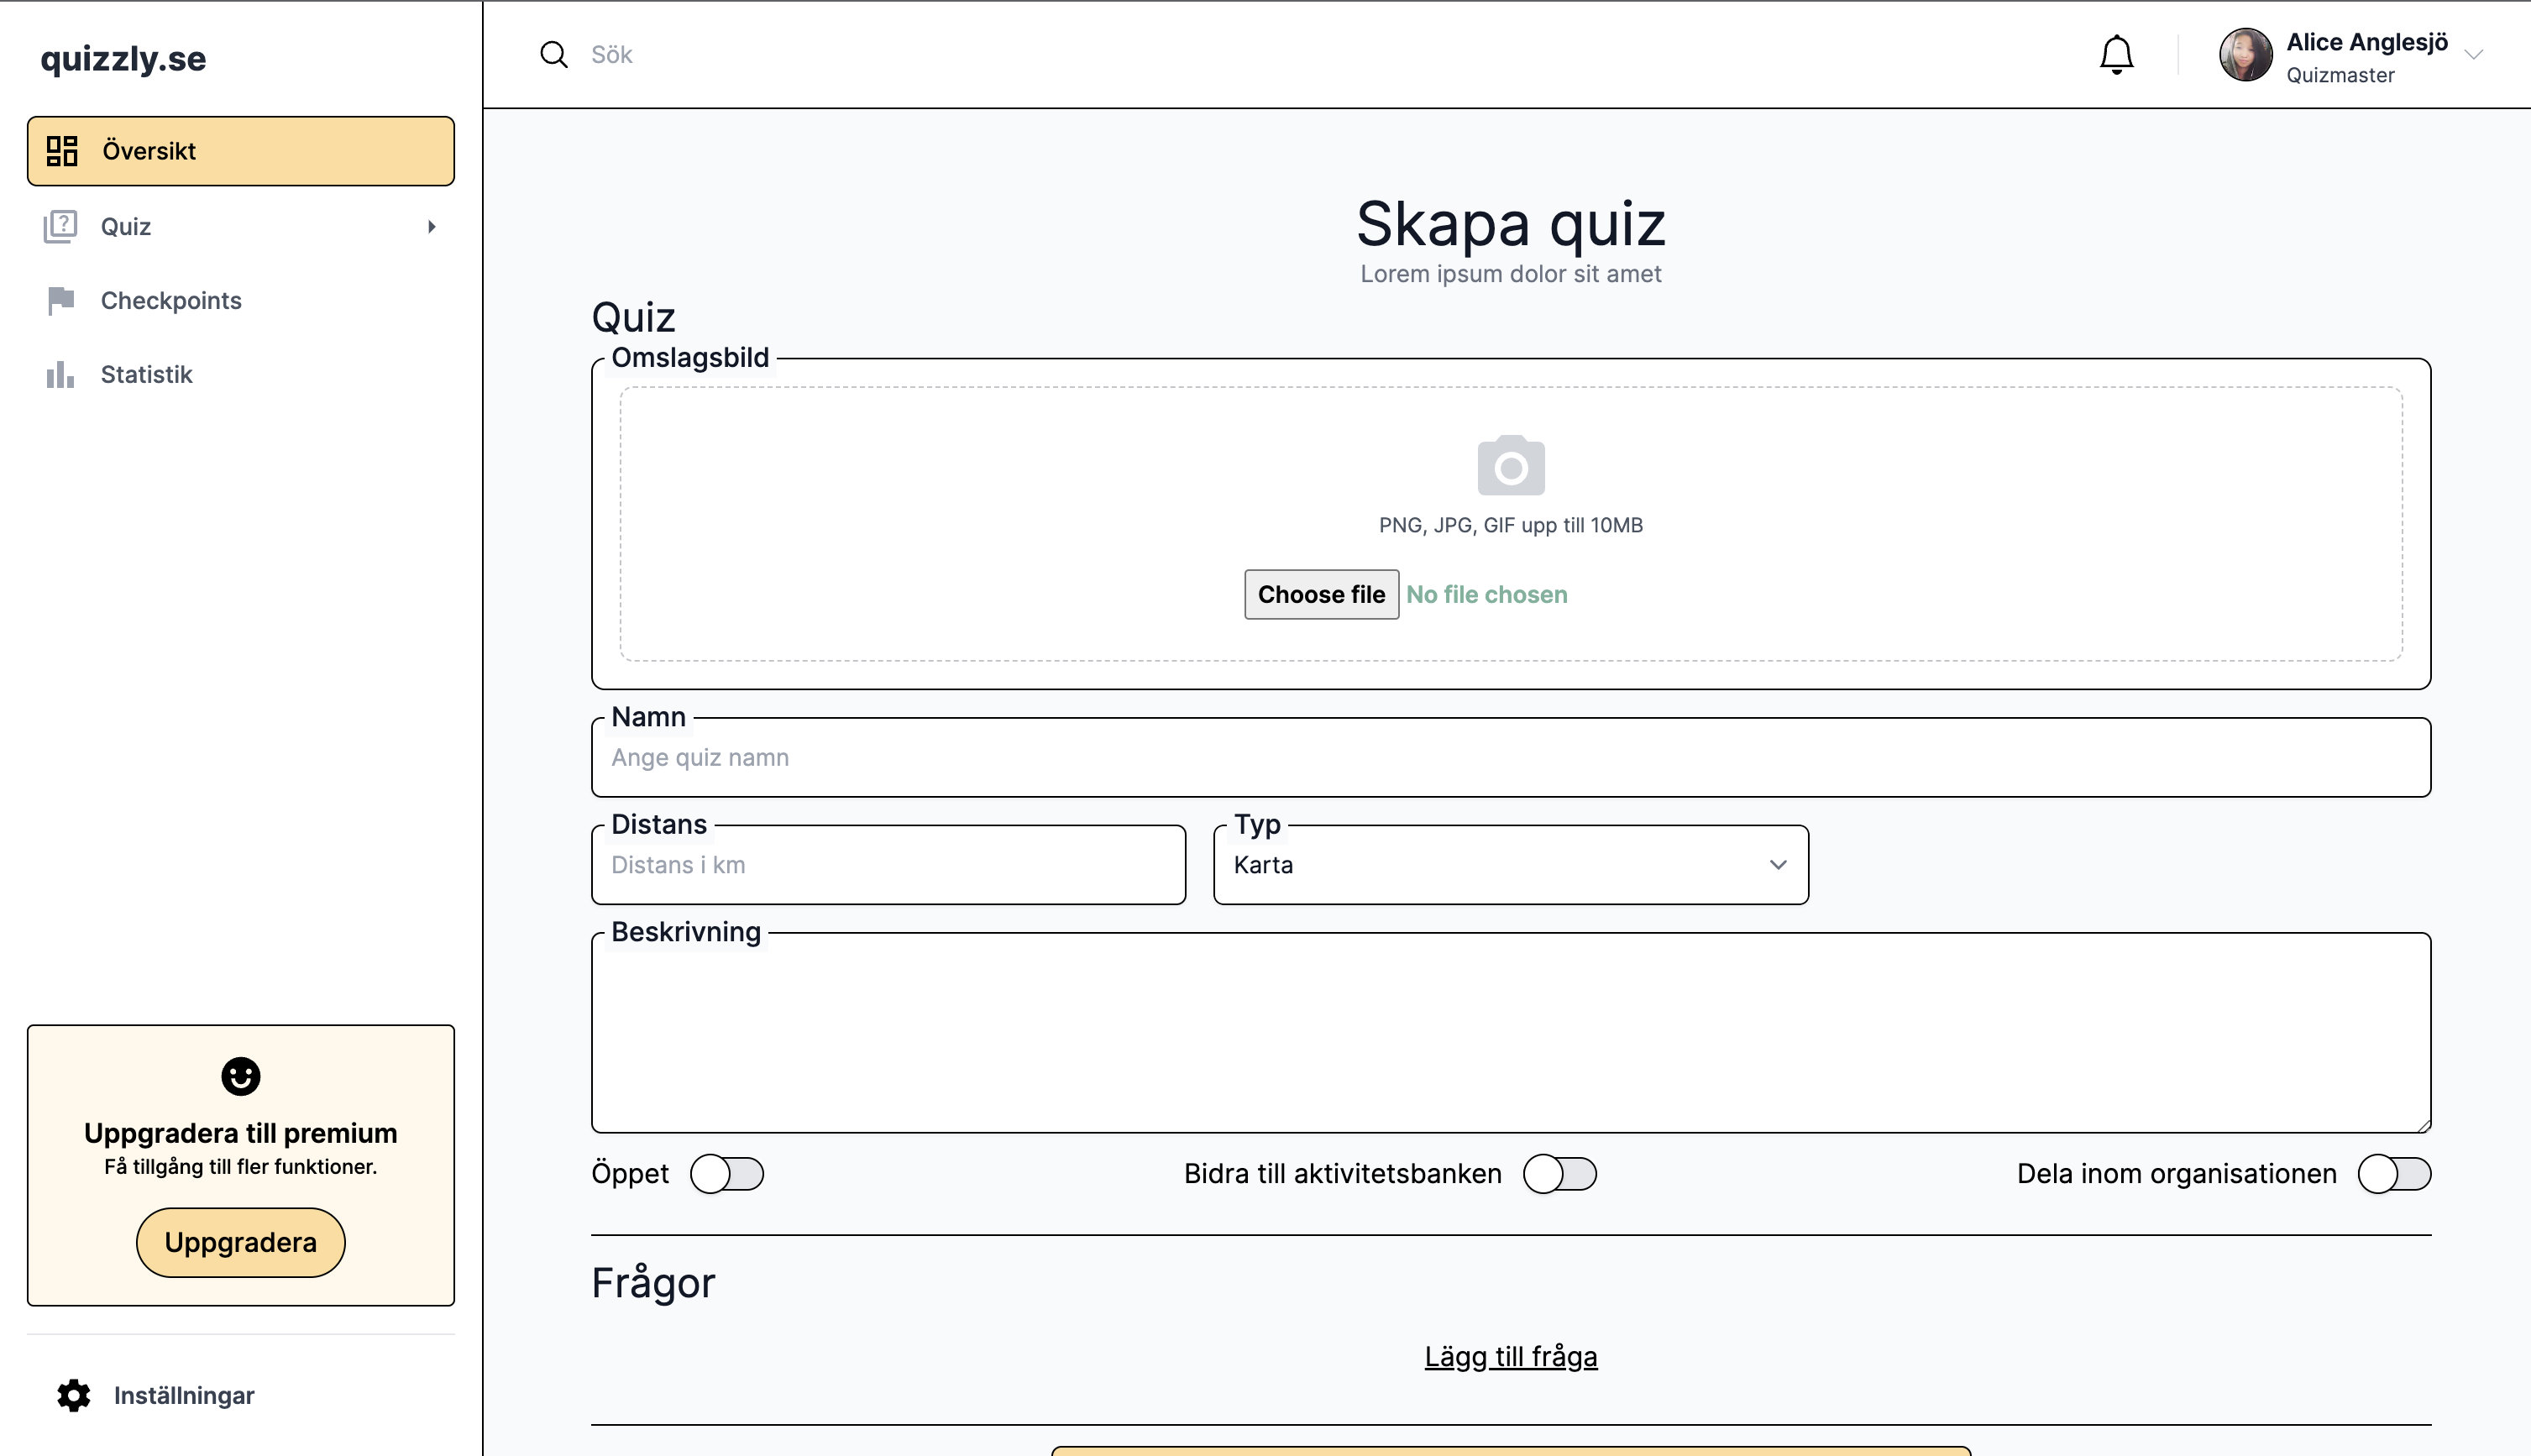 quizzly.se
Översikt
Quiz
Checkpoints
Statistik
Uppgradera till premium
Få tillgång till fler funktioner.
Uppgradera
Inställningar
Sök
Alice Anglesjö
Quizmaster
Skapa quiz
Lorem ipsum dolor sit amet
Quiz
Omslagsbild
PNG, JPG, GIF upp till 10MB
Choose file No file chosen
Namn
Ange quiz namn
Distans
Distans i km
Typ
Karta
Beskrivning
Öppet
Bidra till aktivitetsbanken
Dela inom organisationen
Frågor
Lägg till fråga